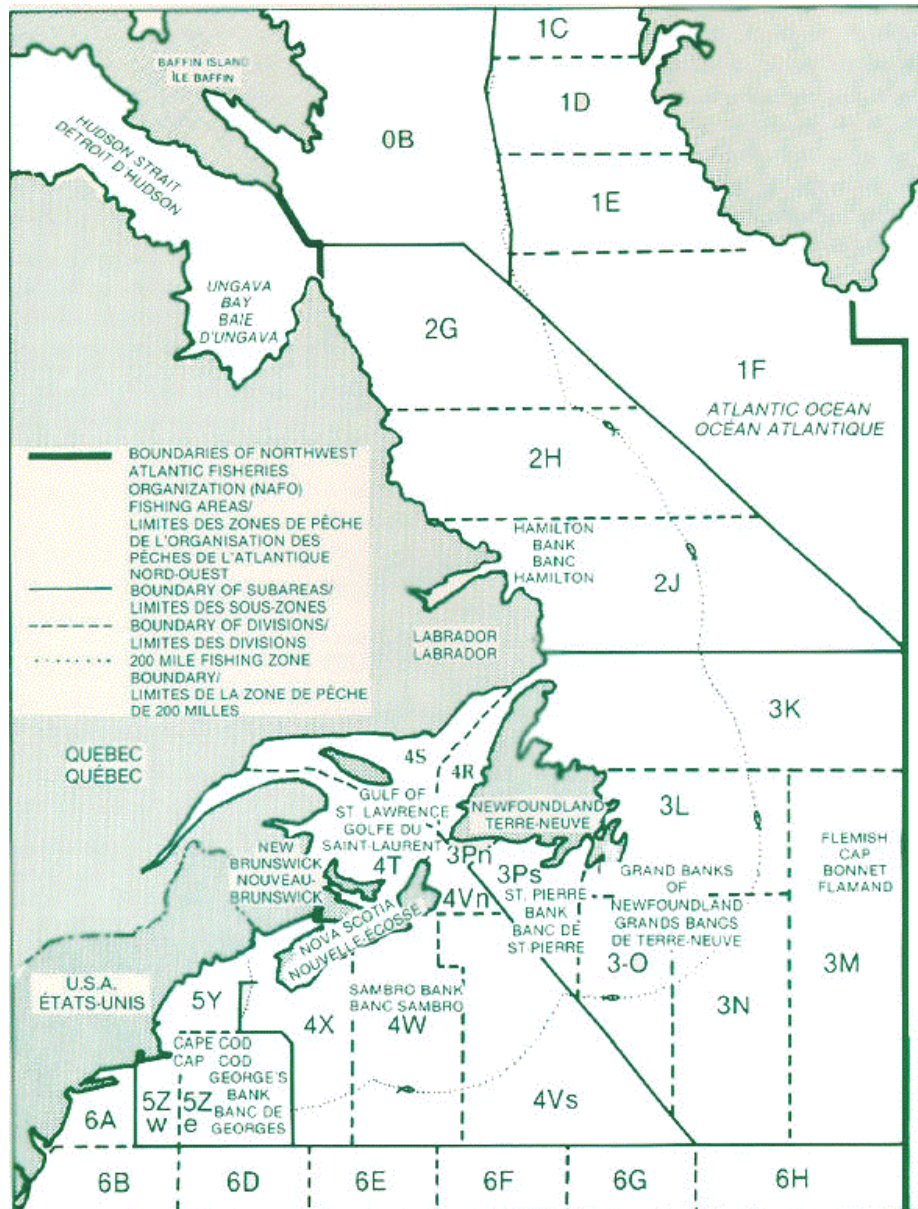 1C
BAFFIN ISLAND
ÎLE BAFFIN
1D
HUDSON STRAIT
DÉTROIT D'HUDSON
0B
1E
UNGAVA
BAY
BAIE
D'UNGAVA
2G
1F
ATLANTIC OCEAN
OCÉAN ATLANTIQUE
2H
BOUNDARIES OF NORTHWEST
ATLANTIC FISHERIES
ORGANIZATION (NAFO)
FISHING AREAS/
LIMITES DES ZONES DE PÊCHE
DE L'ORGANISATION DES
PÊCHES DE L'ATLANTIQUE
NORD-OUEST
BOUNDARY OF SUBAREAS/
LIMITES DES SOUS-ZONES
BOUNDARY OF DIVISIONS/
LIMITES DES DIVISIONS
200 MILE FISHING ZONE
BOUNDARY/
LIMITES DE LA ZONE DE PÊCHE
DE 200 MILLES
HAMILTON
BANK
BANC
HAMILTON
2J
LABRADOR
LABRADOR
3K
QUEBEC
QUÉBEC
4S
4R
GULF OF
ST. LAWRENCE
GOLFE DU
SAINT-LAURENT
NEWFOUNDLAND
TERRE-NEUVE
3L
FLEMISH
CAP
BONNET
FLAMAND
NEW
BRUNSWICK
NOUVEAU-
BRUNSWICK
4T
3Pn
3Ps
4Vn
ST. PIERRE
BANK
BANC DE
ST-PIERRE
GRAND BANKS
OF
NEWFOUNDLAND
GRANDS BANCS
DE TERRE-NEUVE
NOVA SCOTIA
NOUVELLE-ÉCOSSE
3-O
3M
U.S.A.
ÉTATS-UNIS
5Y
SAMBRO BANK
BANC SAMBRO
4X
4W
3N
CAPE COD
CAP COD
GEORGE'S
BANK
BANC DE
GEORGES
6A
5Z
w
5Z
e
4Vs
6B
6D
6E
6F
6G
6H